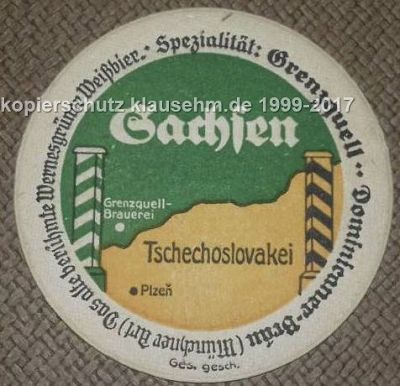 Das alte berühmte Wernesgrüner Weißbier. • Spezialität: Grenzquell • • Dominicaner-Bräu (Münchner Art)
kopierschutz klausehm.de 1999-2017
Sachsen
Grenzquell-
Brauerei
Tschechoslovakei
Plzeň
Ges. gesch.